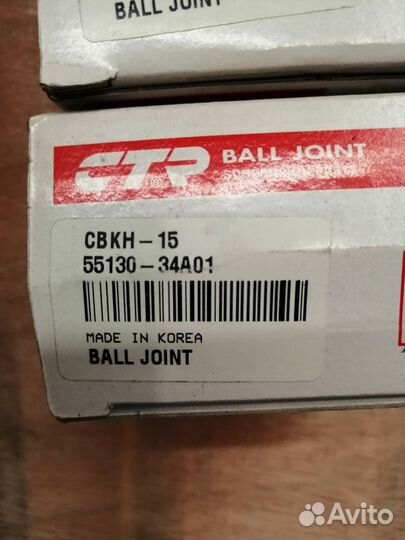 BALL JOINT
CTR BALL JOINT
CBKH-15
55130-34A01
MADE IN KOREA
BALL JOINT
Avito